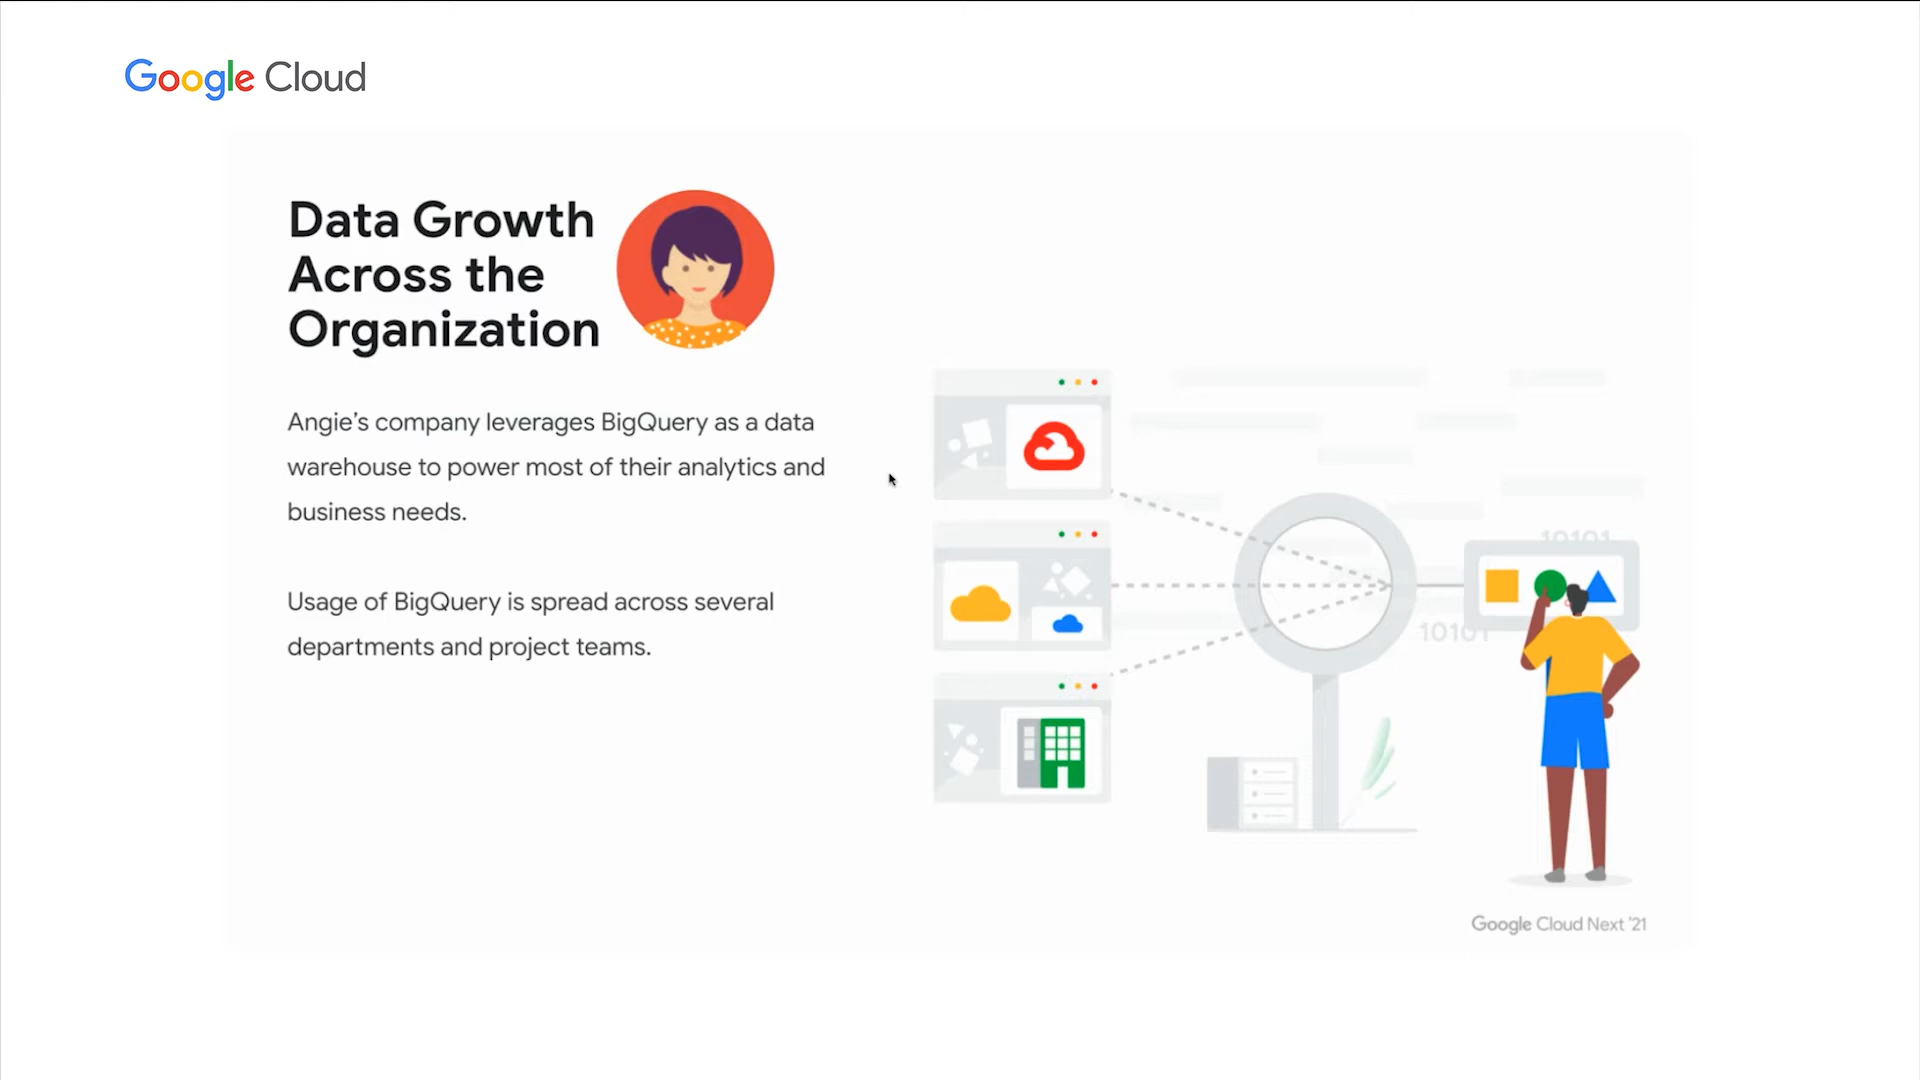 Google Cloud
Data Growth
Across the
Organization
Angie's company leverages BigQuery as a data
warehouse to power most of their analytics and
business needs.
Usage of BigQuery is spread across several
departments and project teams.
10101
10101
Google Cloud Next '21